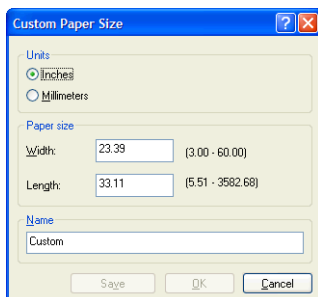 Custom Paper Size
Units
Inches
Millimeters
Paper size
Width: 23.39 (3.00 - 60.00)
Length: 33.11 (5.51 - 3582.68)
Name
Custom
Save OK Cancel